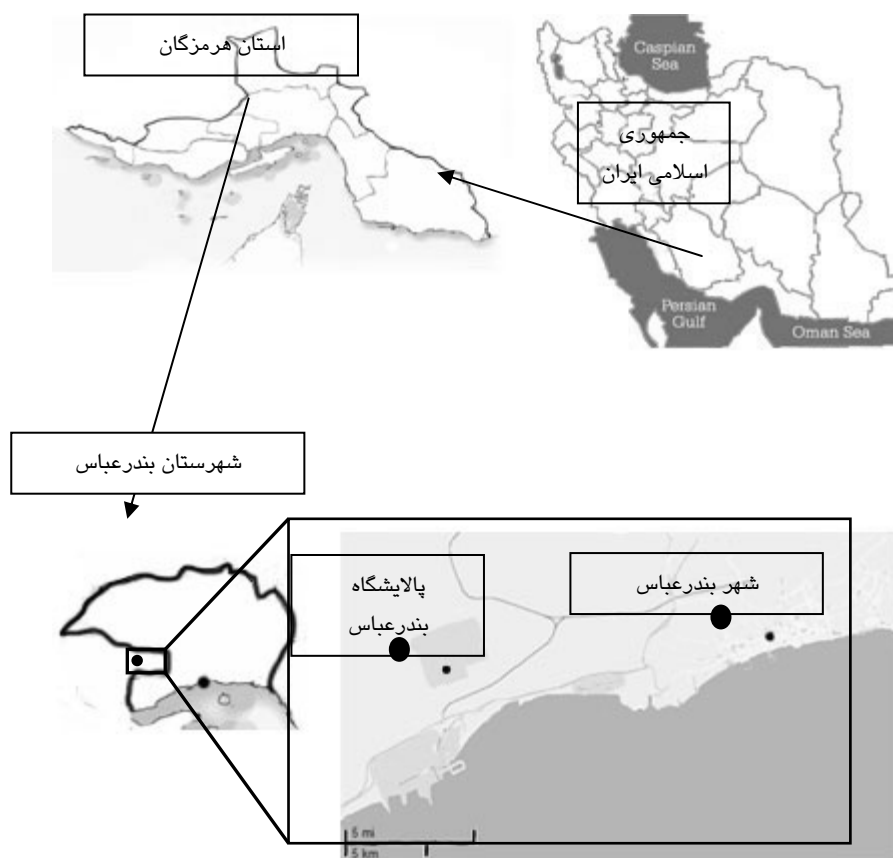 استان هرمزگان
Caspian
Sea
جمهوری
اسلامی ایران
Persian
Gulf
Oman Sea
شهرستان بندرعباس
پالایشگاه
بندرعباس
شهر بندرعباس
5 mi
5 km